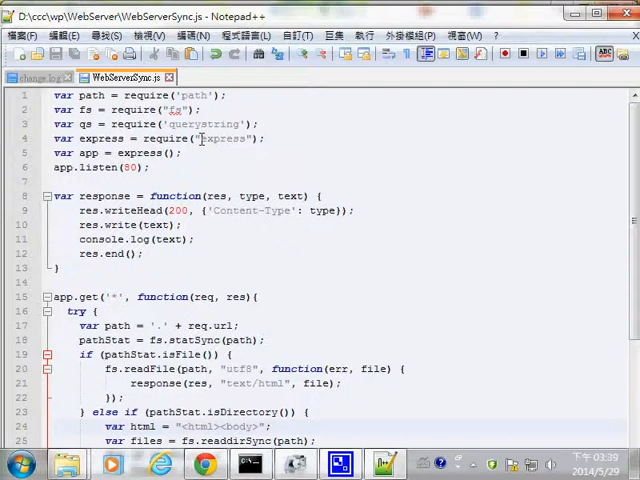 D:\ccc\wp\WebServer\WebServerSync.js - Notepad++
檔案(F) 編輯(E) 尋找(S) 檢視(V) 編碼(N) 程式語言(L) 設定(T) 巨集 執行 外掛模組(P) 視窗(W) ?
change.log WebServerSync.js
1 var path = require('path');
2 var fs = require("fs");
3 var qs = require('querystring');
4 var express = require("express");
5 var app = express();
6 app.listen(80);
7
8 var response = function(res, type, text) {
9 res.writeHead(200, {'Content-Type': type});
10 res.write(text);
11 console.log(text);
12 res.end();
13 }
14
15 app.get('*', function(req, res){
16 try {
17 var path = '.' + req.url;
18 pathStat = fs.statSync(path);
19 if (pathStat.isFile()) {
20 fs.readFile(path, "utf8", function(err, file) {
21 response(res, "text/html", file);
22 });
23 } else if (pathStat.isDirectory()) {
24 var html = "<html><body>";
25 var files = fs.readdirSync(path);
下午 03:39
2014/5/29